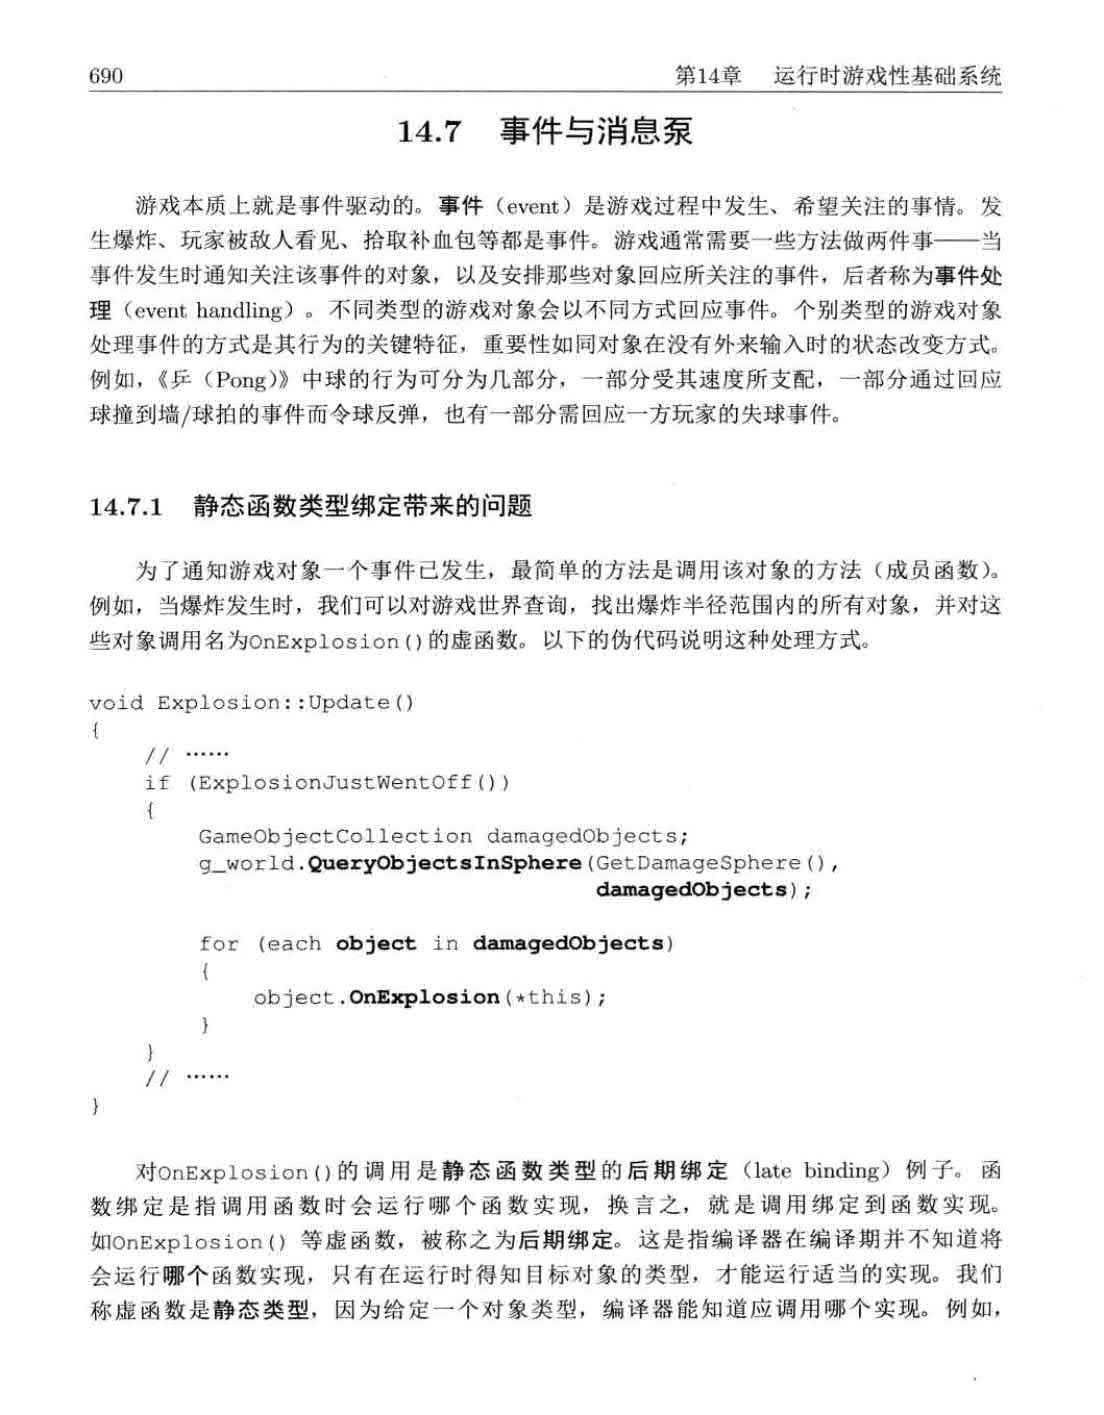 690
第14章 运行时游戏性基础系统
14.7 事件与消息泵
游戏本质上就是事件驱动的。事件（event）是游戏过程中发生、希望关注的事情。发
生爆炸、玩家被敌人看见、拾取补血包等都是事件。游戏通常需要一些方法做两件事——当
事件发生时通知关注该事件的对象，以及安排那些对象回应所关注的事件，后者称为事件处
理（event handling）。不同类型的游戏对象会以不同方式回应事件。个别类型的游戏对象
处理事件的方式是其行为的关键特征，重要性如同对象在没有外来输入时的状态改变方式。
例如，《乒（Pong）》中球的行为可分为几部分，一部分受其速度所支配，一部分通过回应
球撞到墙/球拍的事件而令球反弹，也有一部分需回应一方玩家的失球事件。
14.7.1 静态函数类型绑定带来的问题
为了通知游戏对象一个事件已发生，最简单的方法是调用该对象的方法（成员函数）。
例如，当爆炸发生时，我们可以对游戏世界查询，找出爆炸半径范围内的所有对象，并对这
些对象调用名为OnExplosion()的虚函数。以下的伪代码说明这种处理方式。
void Explosion::Update()
{
// ……
if (ExplosionJustWentOff())
{
GameObjectCollection damagedObjects;
g_world.QueryObjectsInSphere(GetDamageSphere(),
damagedObjects);
for (each object in damagedObjects)
{
object.OnExplosion(*this);
}
}
// ……
}
对OnExplosion()的调用是静态函数类型的后期绑定（late binding）例子。函
数绑定是指调用函数时会运行哪个函数实现，换言之，就是调用绑定到函数实现。
如OnExplosion() 等虚函数，被称之为后期绑定。这是指编译器在编译期并不知道将
会运行哪个函数实现，只有在运行时得知目标对象的类型，才能运行适当的实现。我们
称虚函数是静态类型，因为给定一个对象类型，编译器能知道应调用哪个实现。例如，